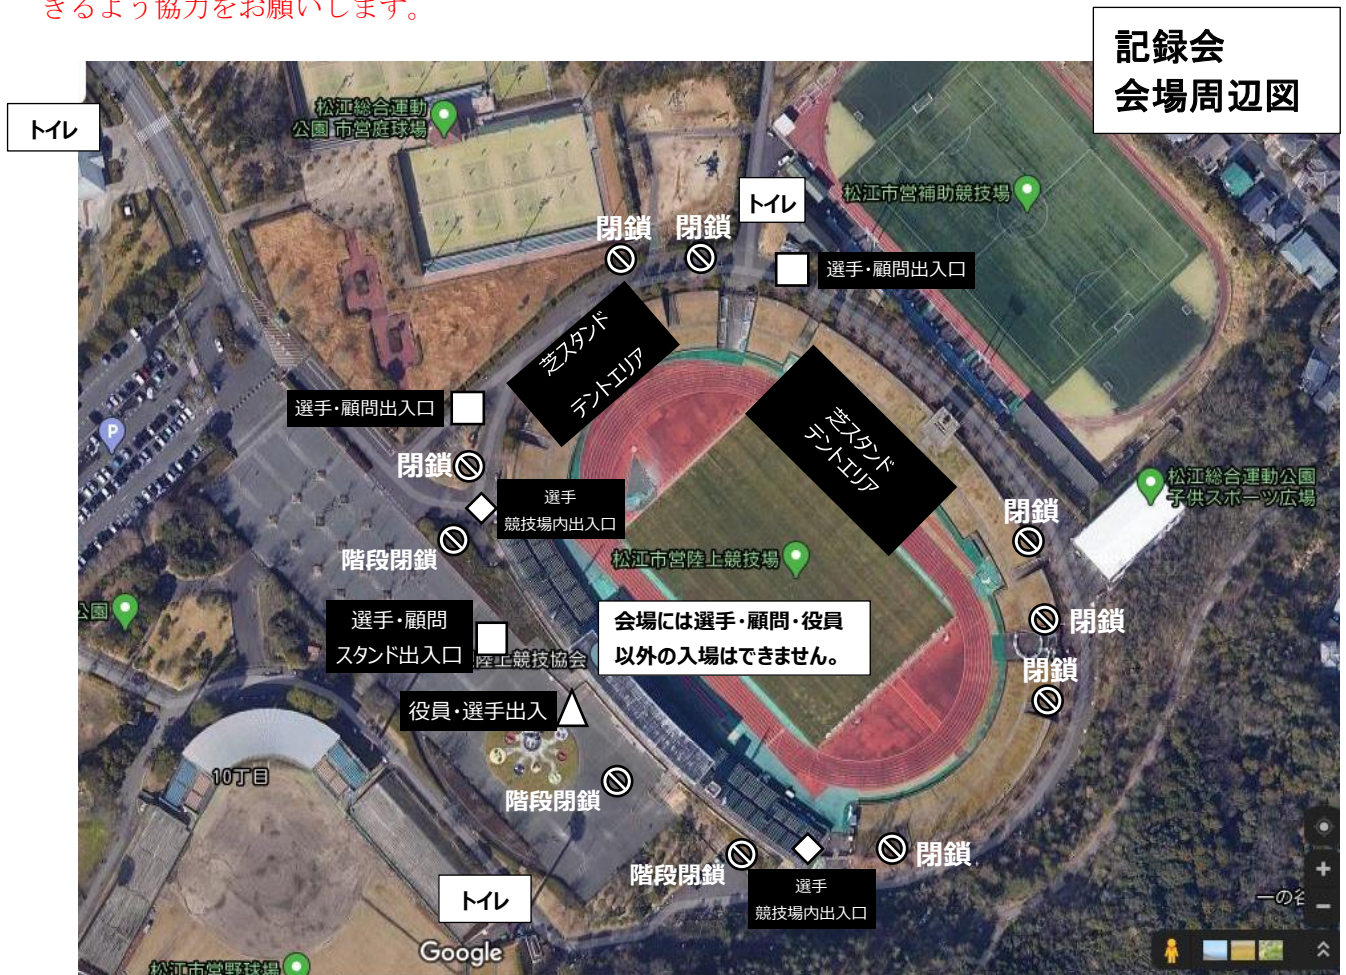 きるよう協力をお願いします。
記録会
会場周辺図
トイレ
松江総合運動
公園 市営庭球場
トイレ
松江市営補助競技場
閉鎖
閉鎖
選手・顧問出入口
芝スタンド
テントエリア
選手・顧問出入口
芝スタンド
テントエリア
P
閉鎖
選手
競技場内出入口
松江総合運動公園
子供スポーツ広場
閉鎖
階段閉鎖
松江市営陸上競技場
公園
選手・顧問
スタンド出入口
陸上競技協会
会場には選手・顧問・役員
以外の入場はできません。
閉鎖
閉鎖
役員・選手出入
10丁目
階段閉鎖
階段閉鎖
閉鎖
選手
競技場内出入口
トイレ
一の谷
Google
松江市営野球場